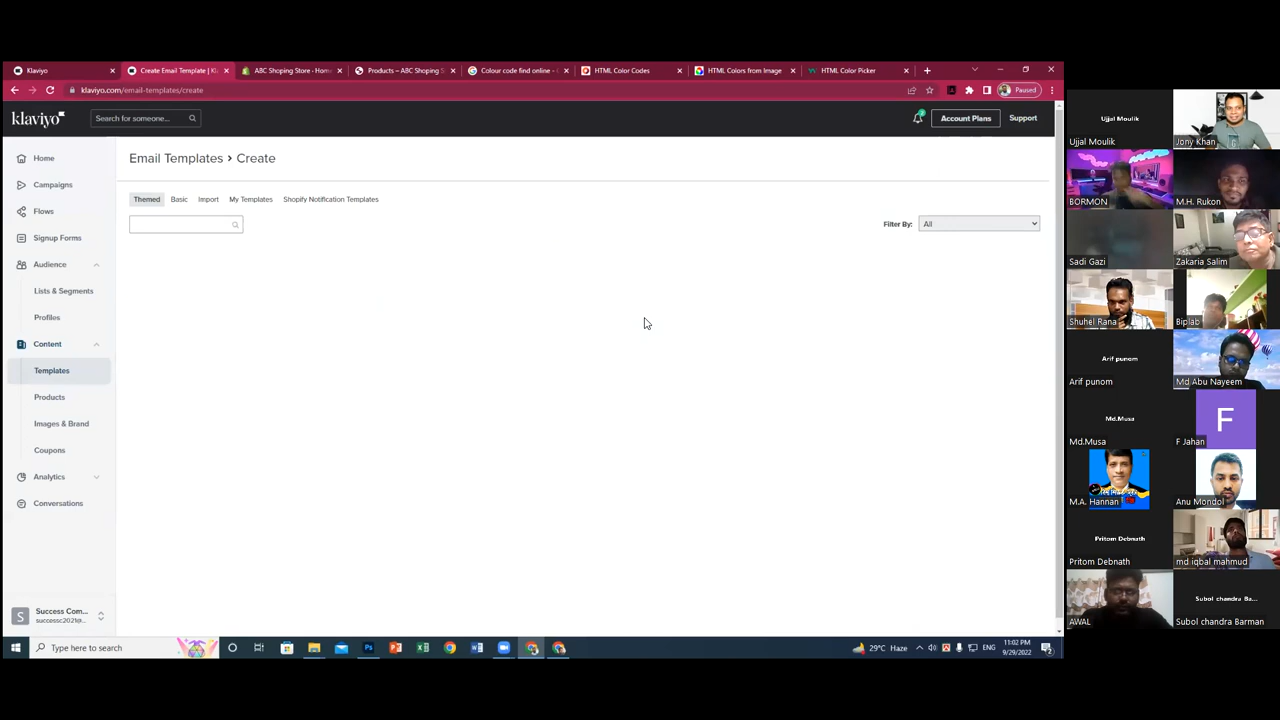 Klaviyo
Create Email Template | Kl
ABC Shoping Store - Hom
Products – ABC Shoping S
Colour code find online - G
HTML Color Codes
HTML Colors from Image
HTML Color Picker
klaviyo.com/email-templates/create
Paused
klaviyo
Search for someone...
Account Plans
Support
Home
Campaigns
Flows
Signup Forms
Audience
Lists & Segments
Profiles
Content
Templates
Products
Images & Brand
Coupons
Analytics
Conversations
S
Success Com...
successc2021@...
Email Templates > Create
Themed
Basic
Import
My Templates
Shopify Notification Templates
Filter By:
All
Type here to search
29°C Haze
ENG
11:02 PM
9/29/2022
2
Ujjal Moulik
Ujjal Moulik
Jony Khan
BORMON
M.H. Rukon
Sadi Gazi
Zakaria Salim
Shuhel Rana
Biplab
Arif punom
Arif punom
Md Abu Nayeem
Md.Musa
Md.Musa
F
F Jahan
M.A. Hannan
Anu Mondol
Pritom Debnath
Pritom Debnath
md iqbal mahmud
AWAL
Subol chandra Ba...
Subol chandra Barman